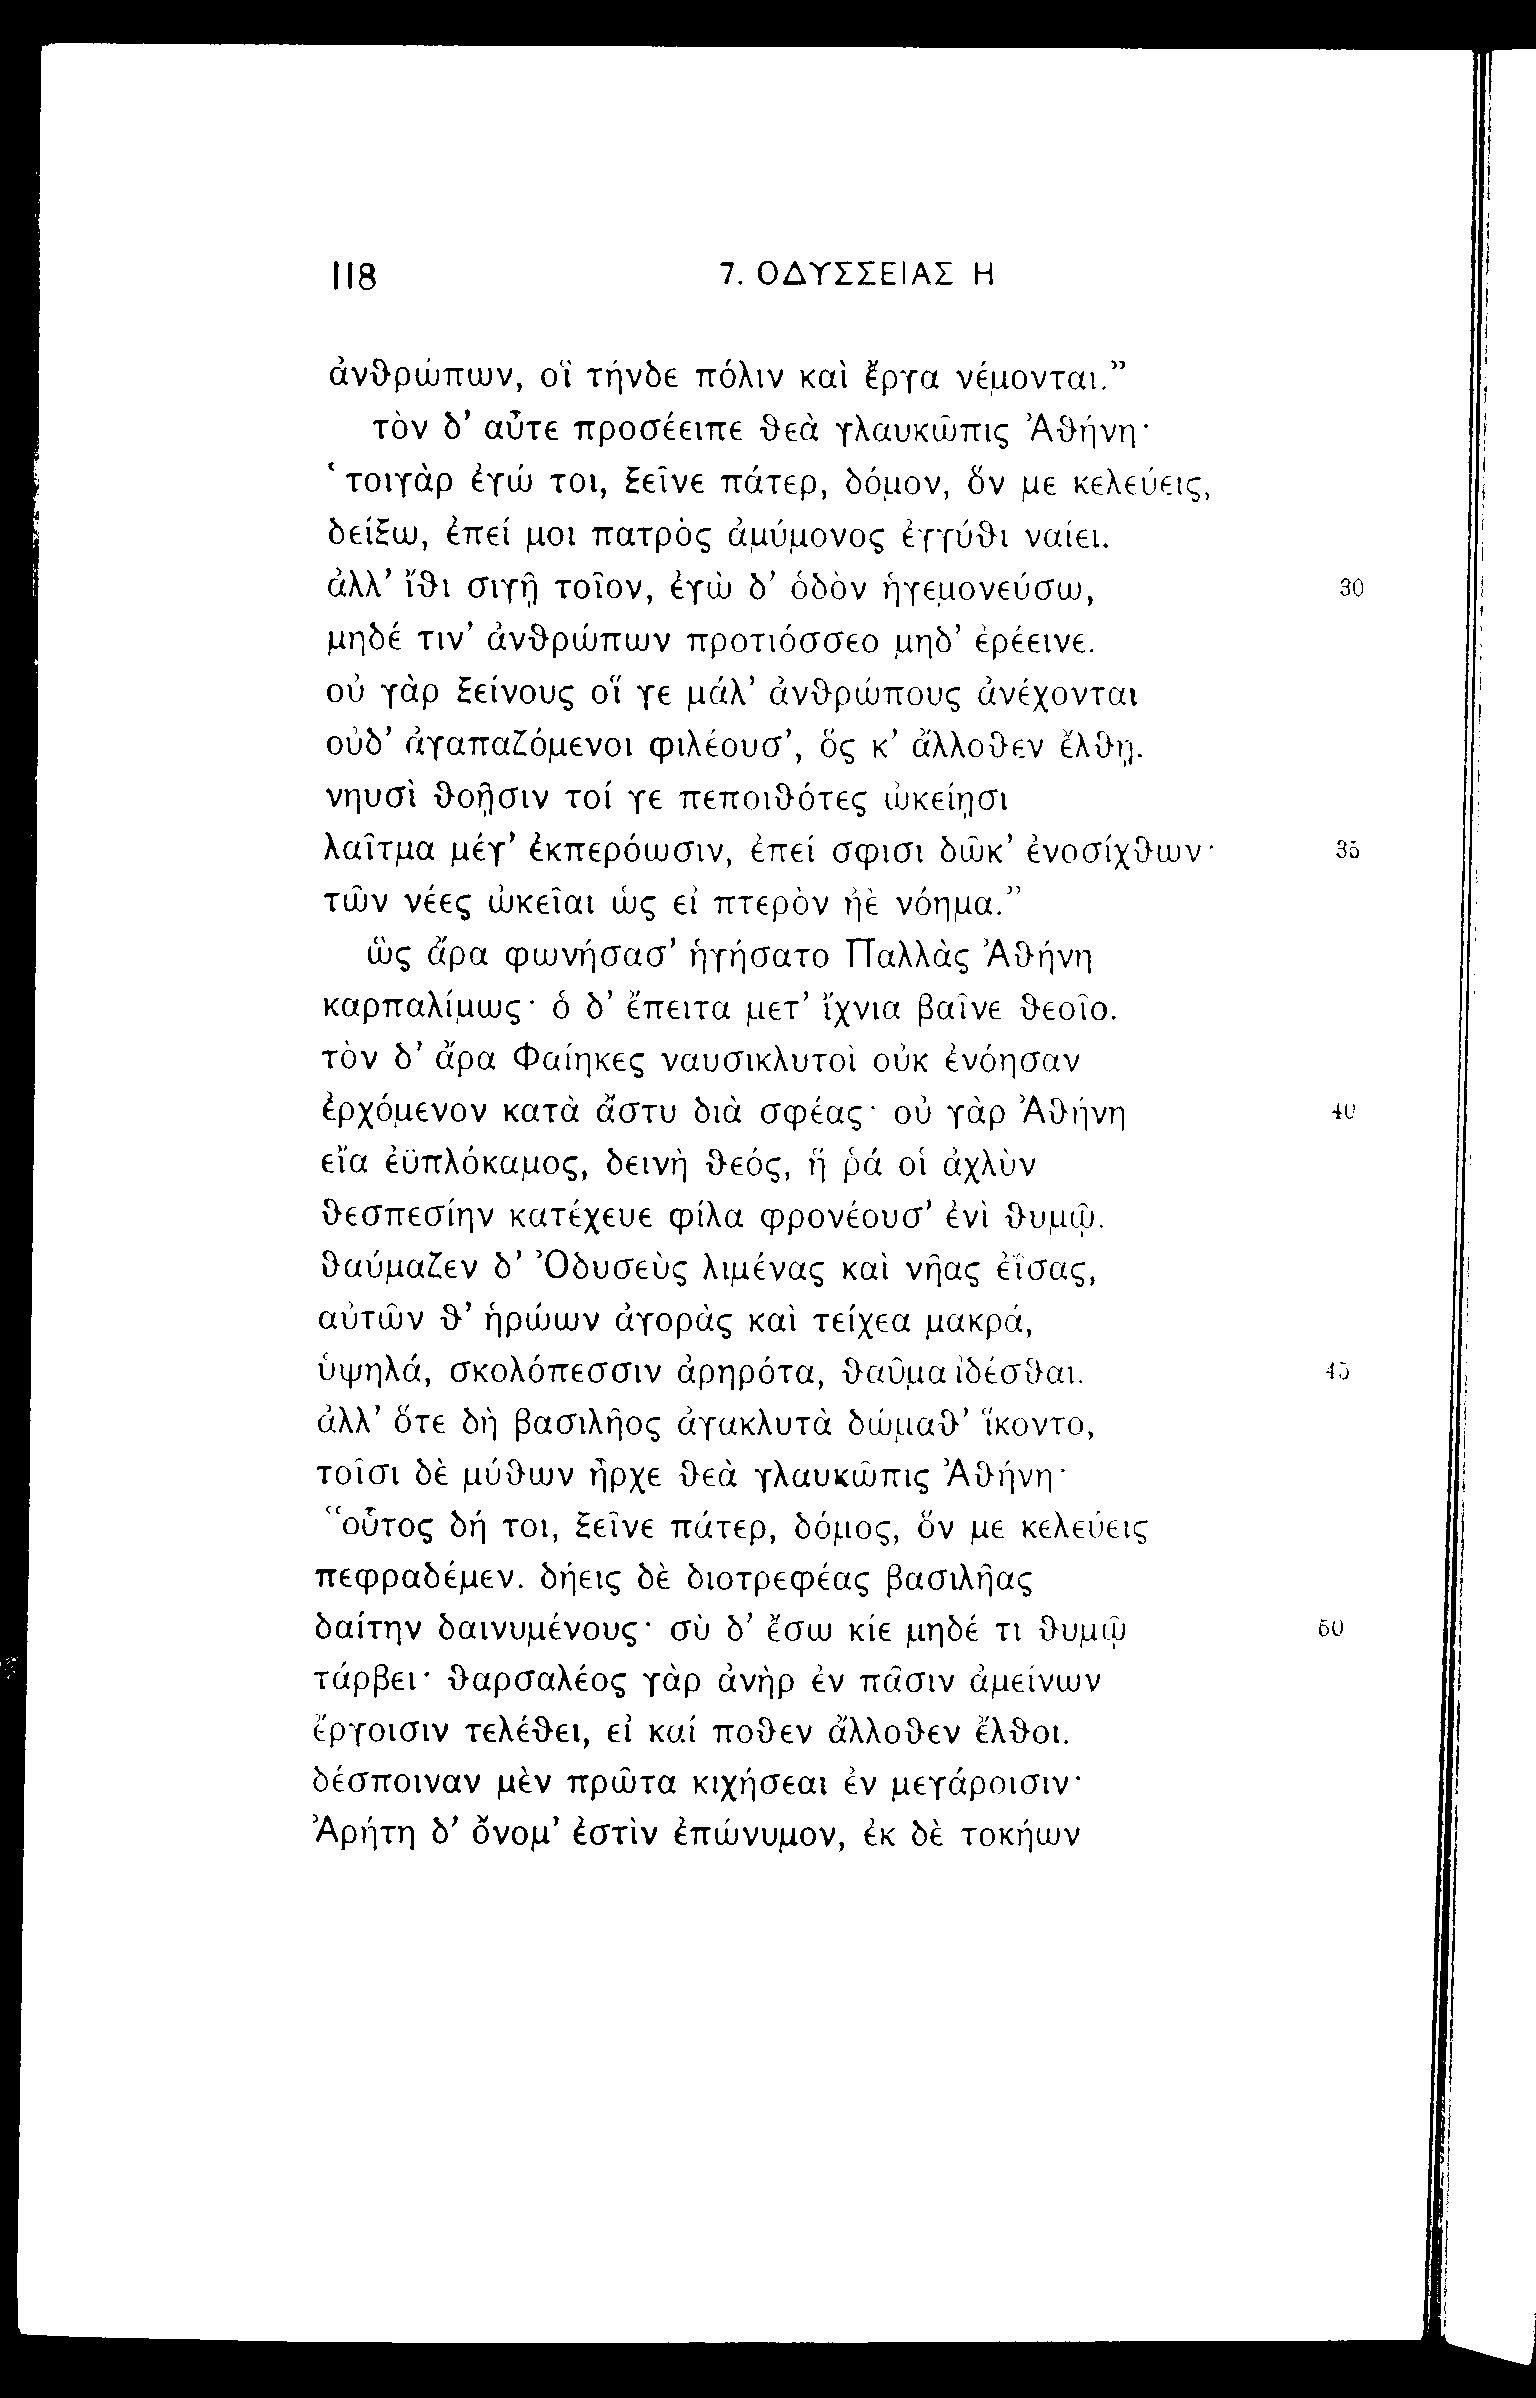 118 7. ΟΔΥΣΣΕΙΑΣ Η
ἀνθρώπων, οἳ τήνδε πόλιν καὶ ἔργα νέμονται.”
τὸν δ’ αὖτε προσέειπε θεὰ γλαυκῶπις Ἀθήνη·
‘τοιγὰρ ἐγώ τοι, ξεῖνε πάτερ, δόμον, ὅν με κελεύεις,
δείξω, ἐπεί μοι πατρὸς ἀμύμονος ἐγγύθι ναίει.
ἀλλ’ ἴθι σιγῇ τοῖον, ἐγὼ δ’ ὁδὸν ἡγεμονεύσω, 30
μηδέ τιν’ ἀνθρώπων προτιόσσεο μηδ’ ἐρέεινε.
οὐ γὰρ ξείνους οἵ γε μάλ’ ἀνθρώπους ἀνέχονται
οὐδ’ ἀγαπαζόμενοι φιλέουσ’, ὅς κ’ ἄλλοθεν ἔλθῃ.
νηυσὶ θοῇσιν τοί γε πεποιθότες ὠκείῃσι
λαῖτμα μέγ’ ἐκπερόωσιν, ἐπεί σφισι δῶκ’ ἐνοσίχθων· 35
τῶν νέες ὠκεῖαι ὡς εἰ πτερὸν ἠὲ νόημα.”
ὣς ἄρα φωνήσασ’ ἡγήσατο Παλλὰς Ἀθήνη
καρπαλίμως· ὁ δ’ ἔπειτα μετ’ ἴχνια βαῖνε θεοῖο.
τὸν δ’ ἄρα Φαίηκες ναυσικλυτοὶ οὐκ ἐνόησαν
ἐρχόμενον κατὰ ἄστυ διὰ σφέας· οὐ γὰρ Ἀθήνη 40
εἴα ἐϋπλόκαμος, δεινὴ θεός, ἥ ῥά οἱ ἀχλὺν
θεσπεσίην κατέχευε φίλα φρονέουσ’ ἐνὶ θυμῷ.
θαύμαζεν δ’ Ὀδυσεὺς λιμένας καὶ νῆας ἐΐσας,
αὐτῶν θ’ ἡρώων ἀγορὰς καὶ τείχεα μακρά,
ὑψηλά, σκολόπεσσιν ἀρηρότα, θαῦμα ἰδέσθαι. 45
ἀλλ’ ὅτε δὴ βασιλῆος ἀγακλυτὰ δώμαθ’ ἵκοντο,
τοῖσι δὲ μύθων ἦρχε θεὰ γλαυκῶπις Ἀθήνη·
“οὗτος δή τοι, ξεῖνε πάτερ, δόμος, ὅν με κελεύεις
πεφραδέμεν. δήεις δὲ διοτρεφέας βασιλῆας
δαίτην δαινυμένους· σὺ δ’ ἔσω κίε μηδέ τι θυμῷ 50
τάρβει· θαρσαλέος γὰρ ἀνὴρ ἐν πᾶσιν ἀμείνων
ἔργοισιν τελέθει, εἰ καί ποθεν ἄλλοθεν ἔλθοι.
δέσποιναν μὲν πρῶτα κιχήσεαι ἐν μεγάροισιν·
Ἀρήτη δ’ ὄνομ’ ἐστὶν ἐπώνυμον, ἐκ δὲ τοκήων